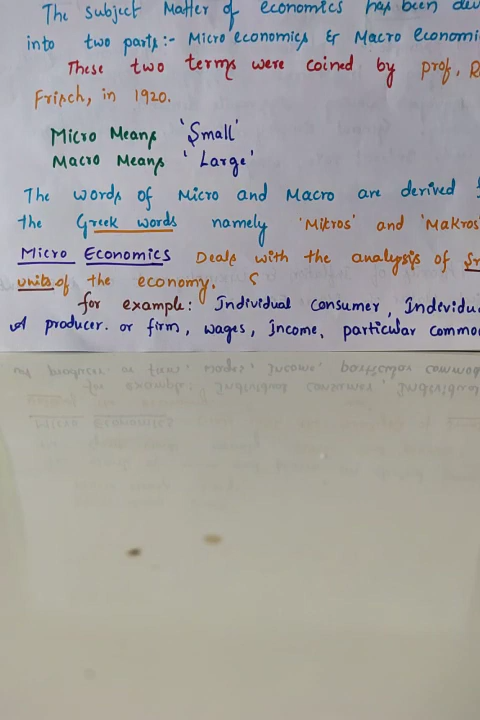 The subject Matter of economics has been
into two parts:- Micro economics & Macro
These two terms were coined by prof.
Frisch, in 1920.
Micro Means 'Small'
Macro Means 'Large'
The words of Micro and Macro are derived
the Greek words namely 'Mikros' and 'Makros'
Micro Economics Deals with the analysis of
units of the economy.
for example: Individual consumer,
producer. or firm, wages, income, particular